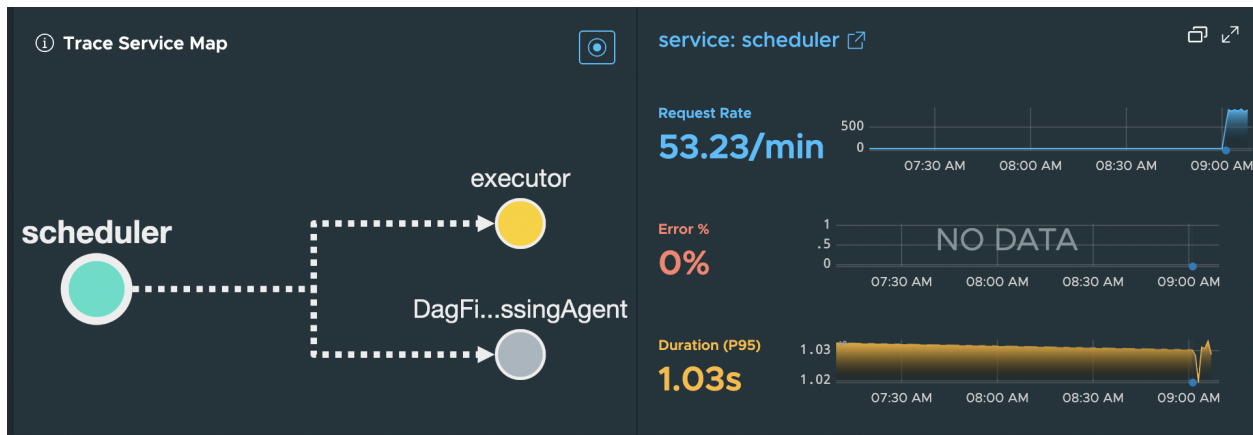 Trace Service Map
scheduler
executor
DagFi...ssingAgent
service: scheduler
Request Rate
53.23/min
500
0
07:30 AM 08:00 AM 08:30 AM 09:00 AM
Error %
0%
1
.5
0
NO DATA
07:30 AM 08:00 AM 08:30 AM 09:00 AM
Duration (P95)
1.03s
1.03
1.02
07:30 AM 08:00 AM 08:30 AM 09:00 AM